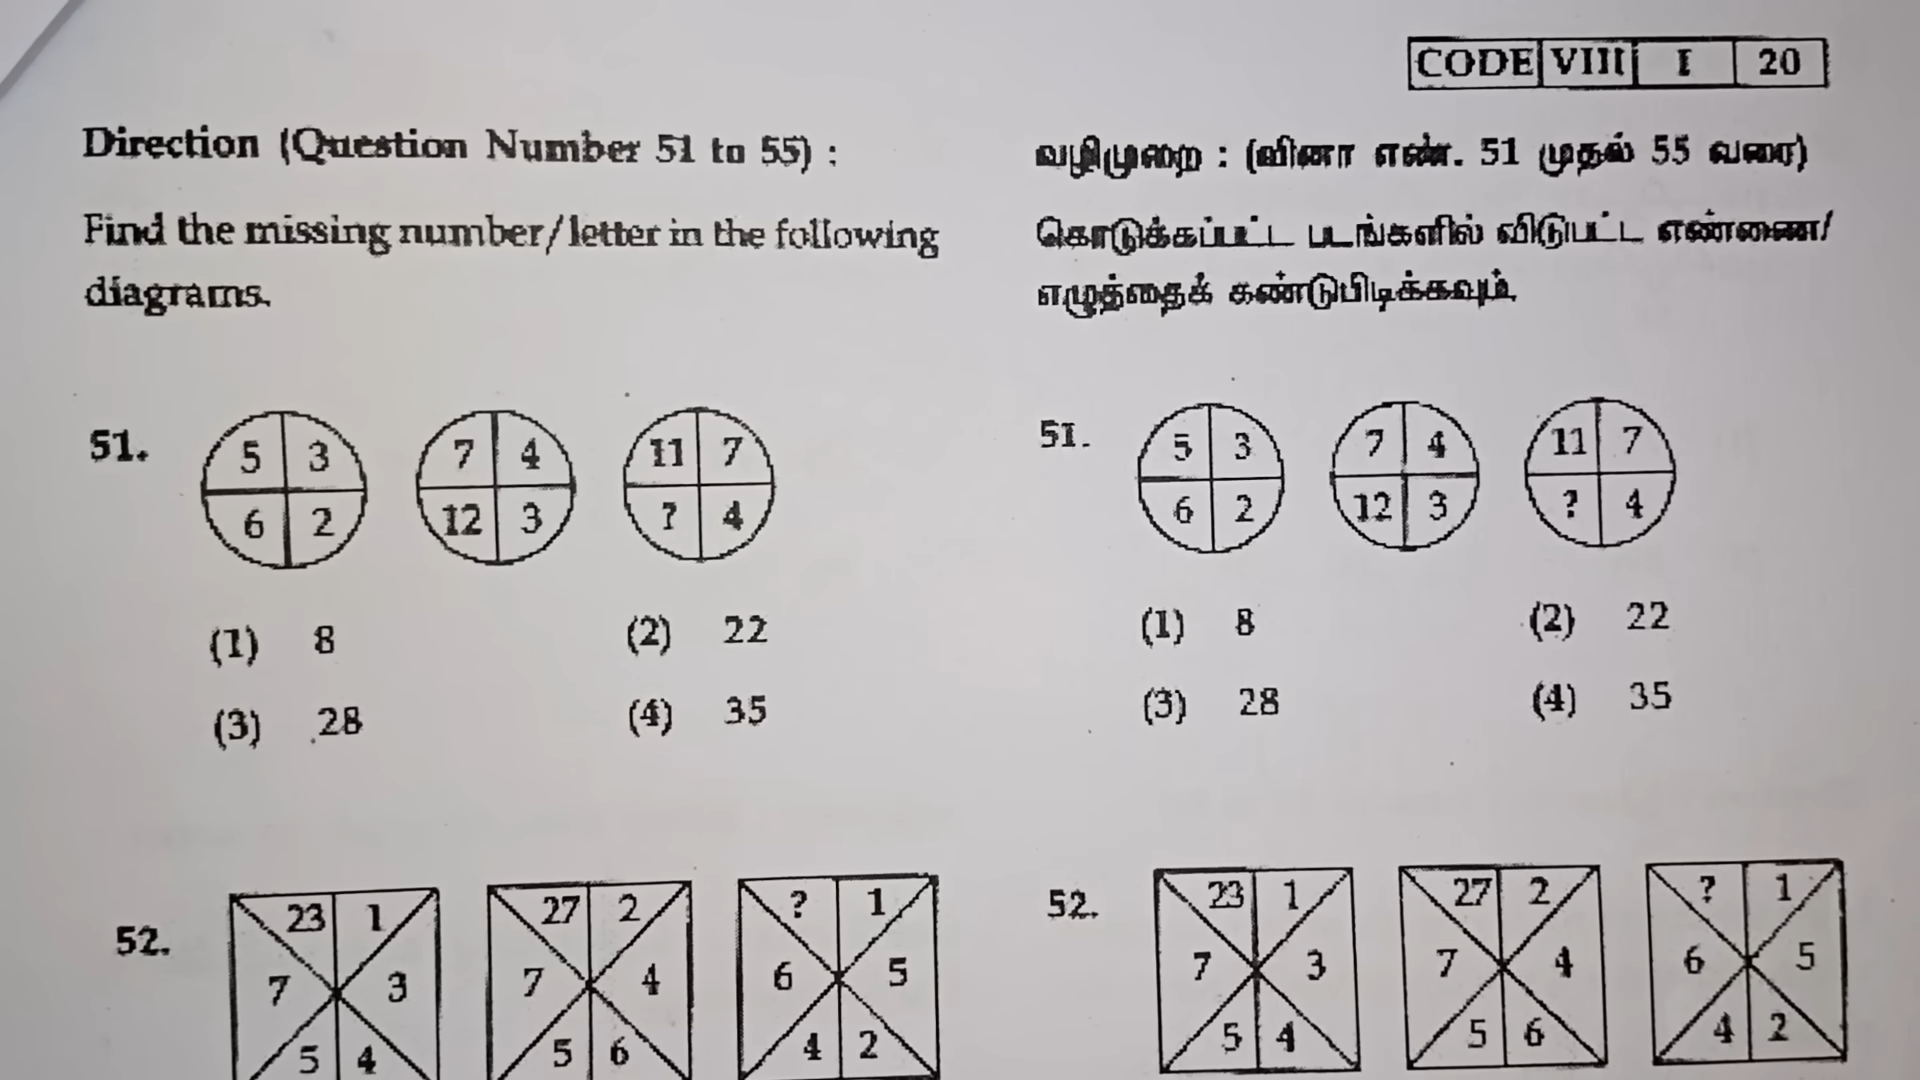 CODE VIII I 20
Direction (Question Number 51 to 55) :
Find the missing number/letter in the following
diagrams.
51.
5 3 7 4 11 7
6 2 12 3 ? 4
(1) 8 (2) 22
(3) 28 (4) 35
52.
23 1 27 2 ? 1
7 3 7 4 6 5
5 4 5 6 4 2
வழிமுறை : (வினா எண். 51 முதல் 55 வரை)
கொடுக்கப்பட்ட படங்களில் விடுபட்ட எண்ணை/
எழுத்தைக் கண்டுபிடிக்கவும்.
51.
5 3 7 4 11 7
6 2 12 3 ? 4
(1) 8 (2) 22
(3) 28 (4) 35
52.
23 1 27 2 ? 1
7 3 7 4 6 5
5 4 5 6 4 2